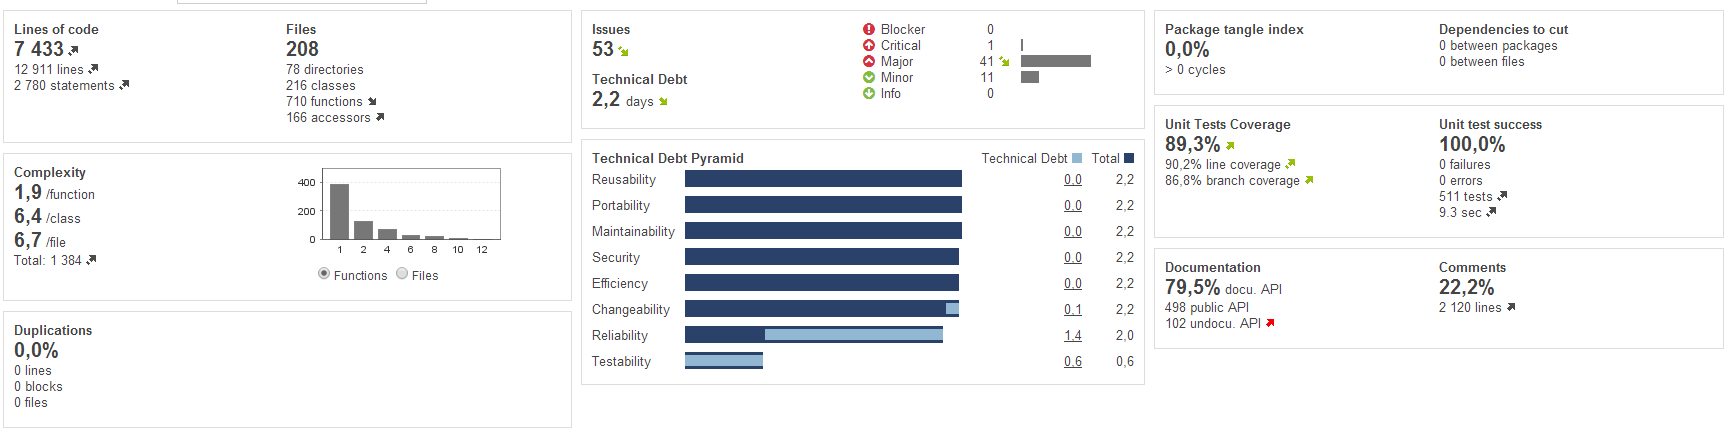 Lines of code
7 433
12 911 lines
2 780 statements
Files
208
78 directories
216 classes
710 functions
166 accessors
Complexity
1,9 /function
6,4 /class
6,7 /file
Total: 1 384
400
200
0
1 2 4 6 8 10 12
Functions Files
Duplications
0,0%
0 lines
0 blocks
0 files
Issues
53
Technical Debt
2,2 days
Blocker 0
Critical 1
Major 41
Minor 11
Info 0
Technical Debt Pyramid Technical Debt Total
Reusability 0,0 2,2
Portability 0,0 2,2
Maintainability 0,0 2,2
Security 0,0 2,2
Efficiency 0,0 2,2
Changeability 0,1 2,2
Reliability 1,4 2,0
Testability 0,6 0,6
Package tangle index
0,0%
> 0 cycles
Dependencies to cut
0 between packages
0 between files
Unit Tests Coverage
89,3%
90,2% line coverage
86,8% branch coverage
Unit test success
100,0%
0 failures
0 errors
511 tests
9.3 sec
Documentation
79,5% docu. API
498 public API
102 undocu. API
Comments
22,2%
2 120 lines